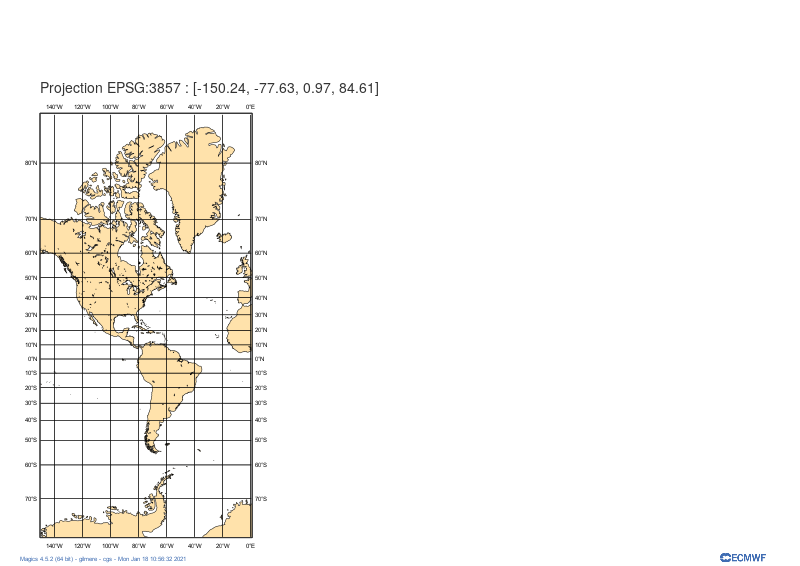 Projection EPSG:3857 : [-150.24, -77.63, 0.97, 84.61]
140°W 120°W 100°W 80°W 60°W 40°W 20°W 0°E
80°N 80°N
70°N 70°N
60°N 60°N
50°N 50°N
40°N 40°N
30°N 30°N
20°N 20°N
10°N 10°N
0°N 0°N
10°S 10°S
20°S 20°S
30°S 30°S
40°S 40°S
50°S 50°S
60°S 60°S
70°S 70°S
140°W 120°W 100°W 80°W 60°W 40°W 20°W 0°E
Magics 4.5.2 (64 bit) - gilmere - cgs - Mon Jan 18 10:56:32 2021
ECMWF